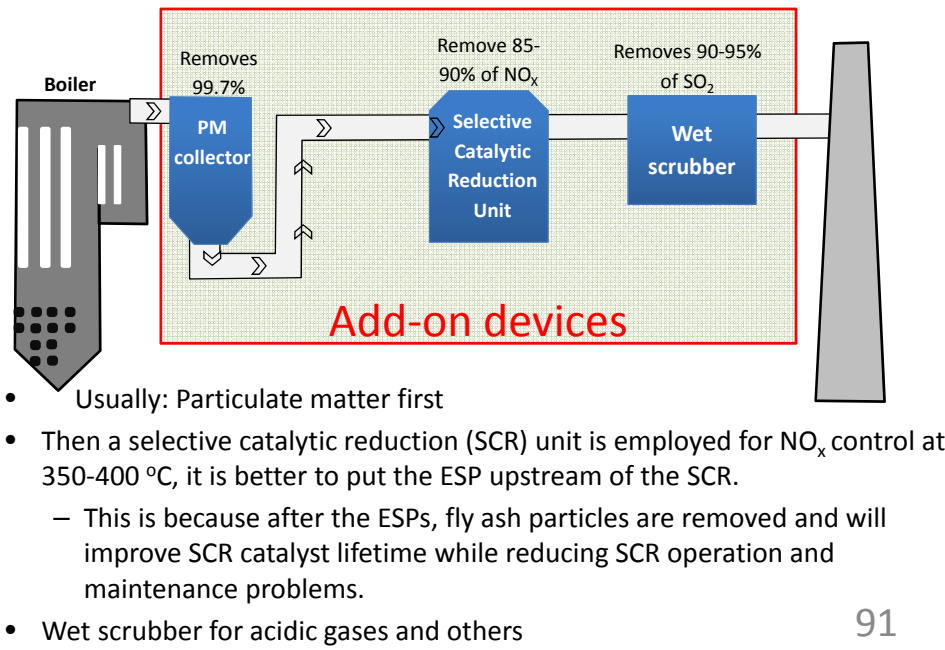 Boiler
Removes
99.7%
PM
collector
Remove 85-
90% of NOₓ
Selective
Catalytic
Reduction
Unit
Removes 90-95%
of SO₂
Wet
scrubber
Add-on devices
• Usually: Particulate matter first
• Then a selective catalytic reduction (SCR) unit is employed for NOₓ control at
350-400 ᵒC, it is better to put the ESP upstream of the SCR.
– This is because after the ESPs, fly ash particles are removed and will
improve SCR catalyst lifetime while reducing SCR operation and
maintenance problems.
• Wet scrubber for acidic gases and others
91